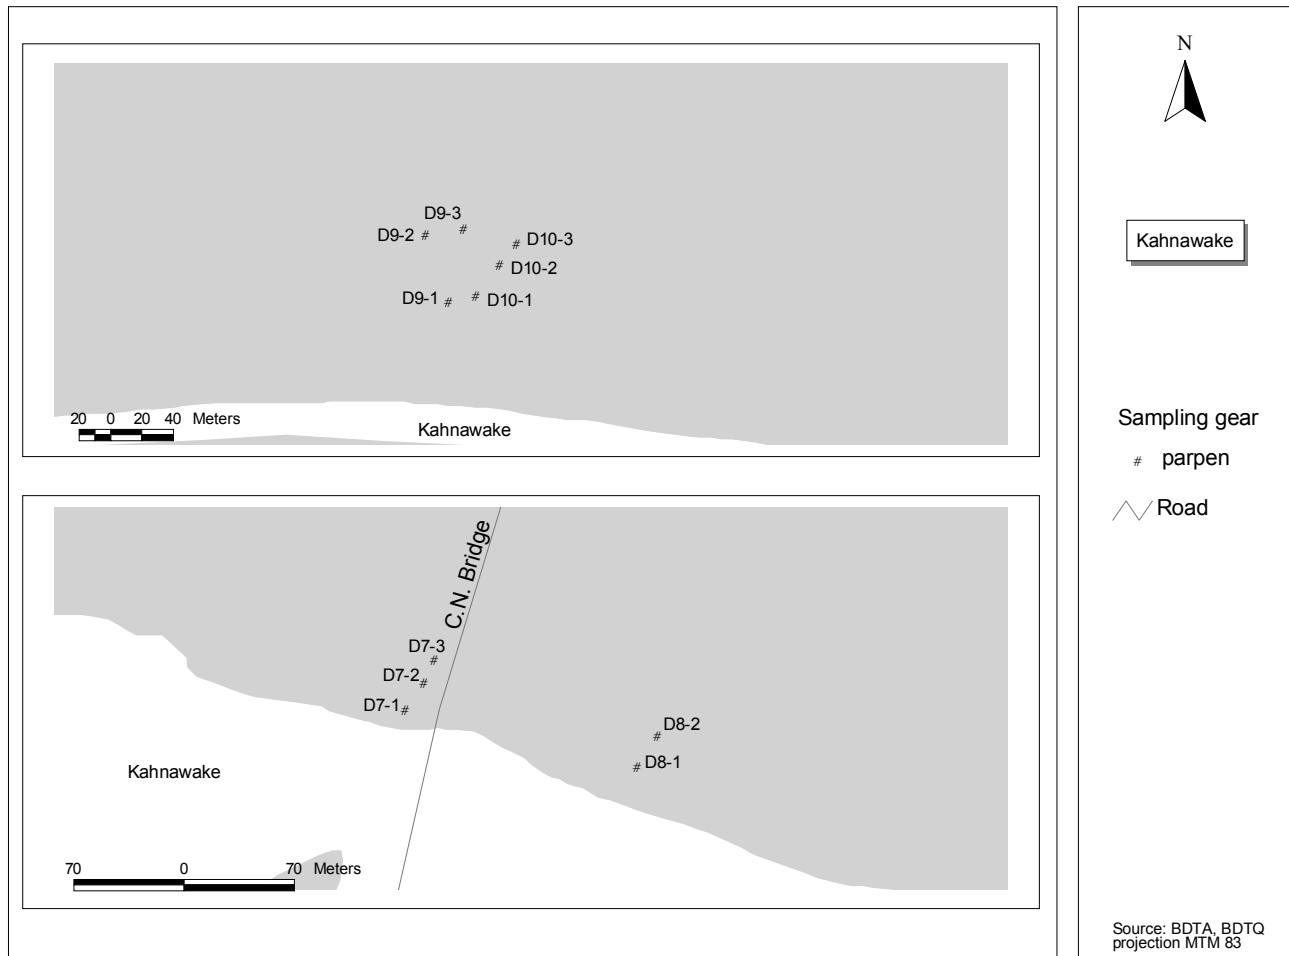 D9-3
D9-2
# #
# D10-3
# D10-2
D9-1 # # D10-1
20 0 20 40 Meters
Kahnawake
C.N. Bridge
D7-3
#
D7-2 #
D7-1 #
D8-2
#
# D8-1
Kahnawake
70 0 70 Meters
N
Kahnawake
Sampling gear
# parpen
Road
Source: BDTA, BDTQ
projection MTM 83